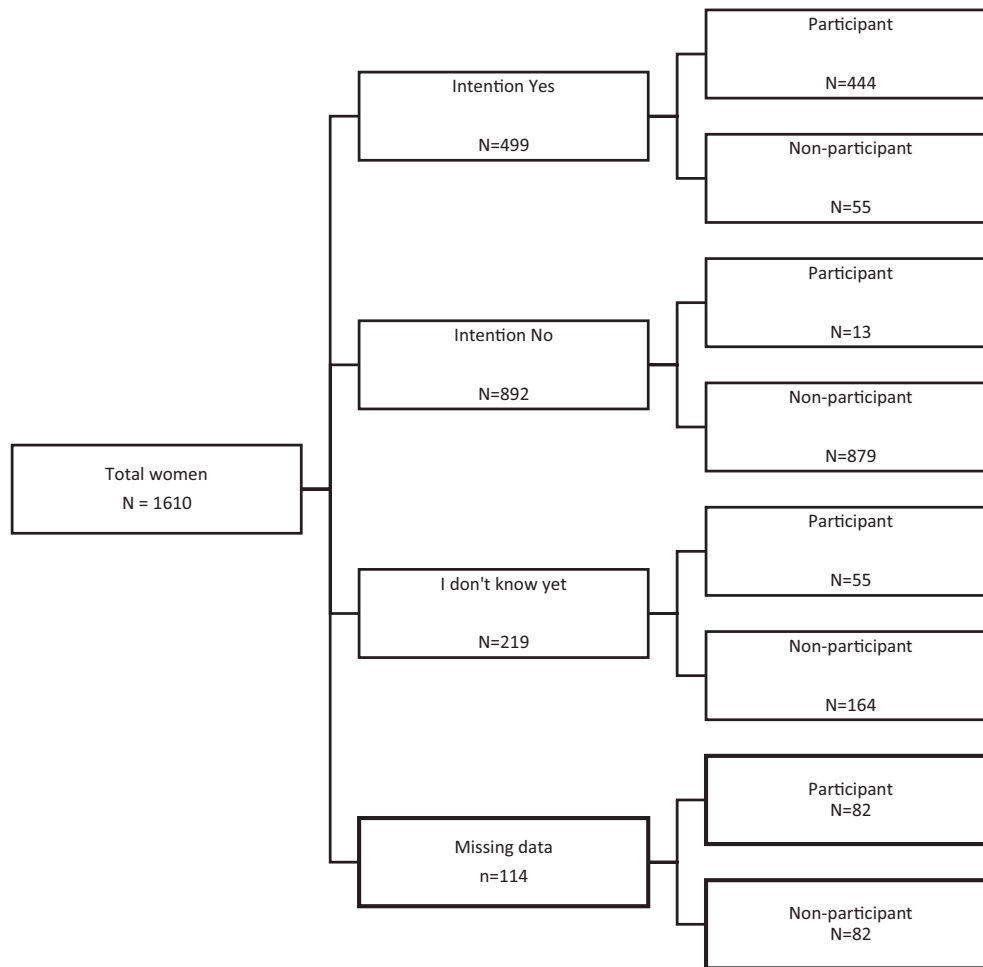 Total women
N = 1610
Intention Yes
N=499
Participant
N=444
Non-participant
N=55
Intention No
N=892
Participant
N=13
Non-participant
N=879
I don't know yet
N=219
Participant
N=55
Non-participant
N=164
Missing data
n=114
Participant
N=82
Non-participant
N=82